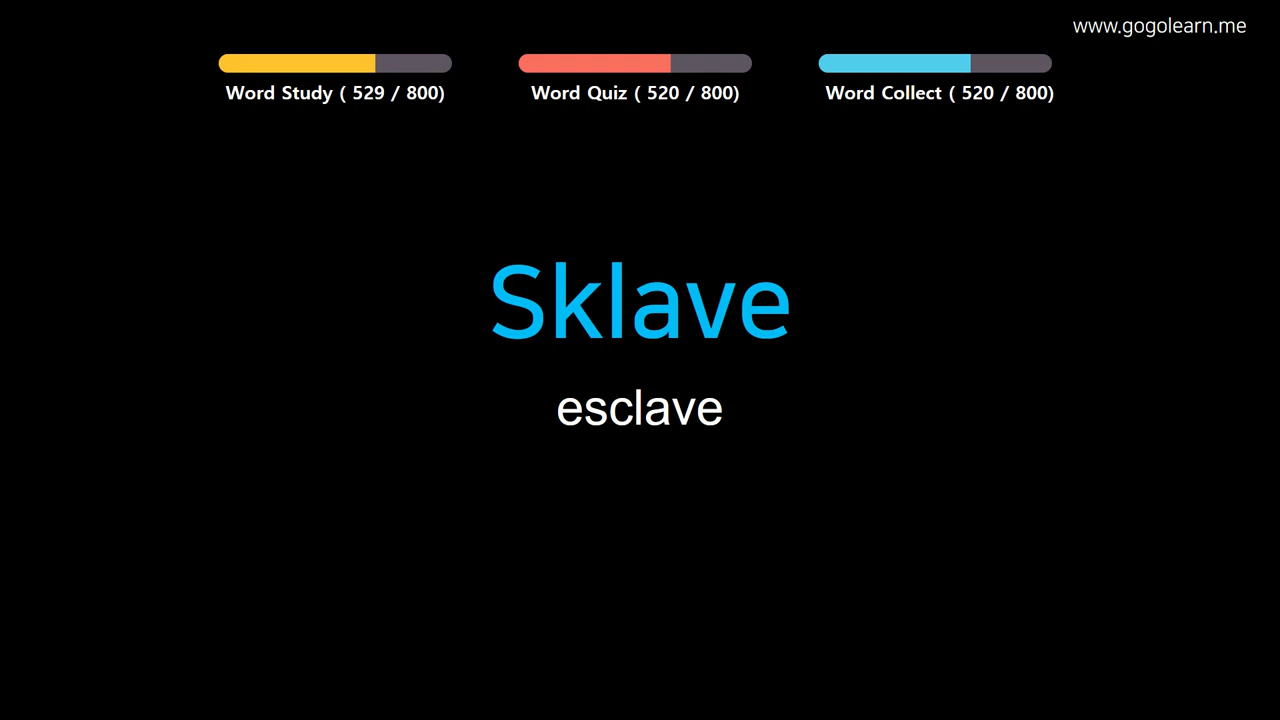 www.gogolearn.me
Word Study ( 529 / 800)
Word Quiz ( 520 / 800)
Word Collect ( 520 / 800)
Sklave
esclave